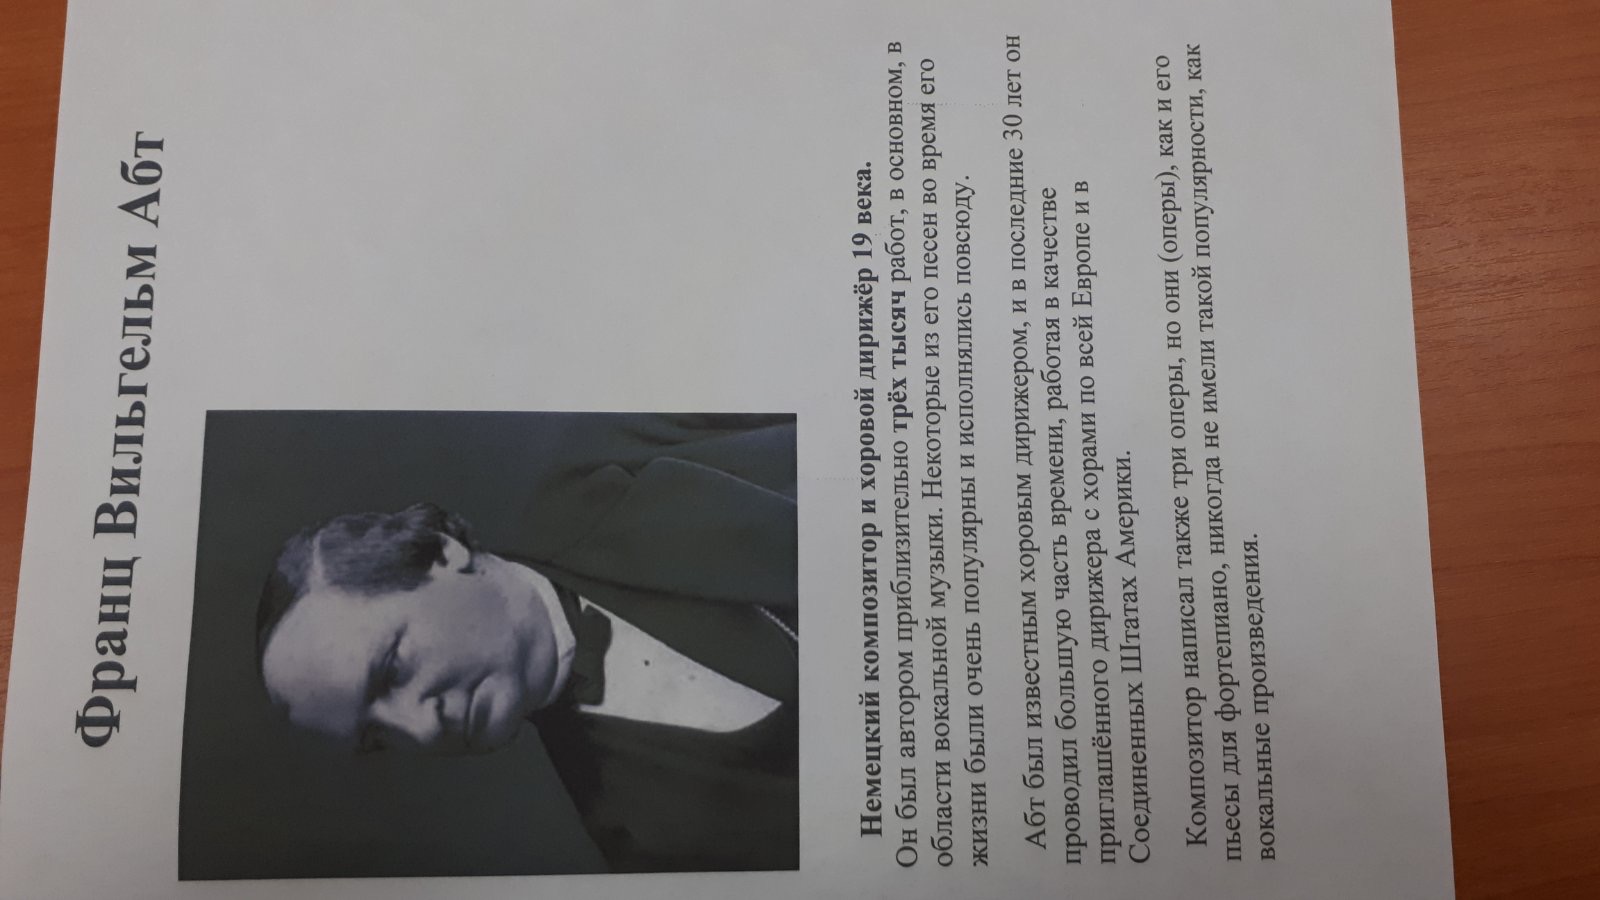 Франц Вильгельм Абт
Немецкий композитор и хоровой дирижёр 19 века.
Он был автором приблизительно трёх тысяч работ, в основном, в
области вокальной музыки. Некоторые из его песен во время его
жизни были очень популярны и исполнялись повсюду.
Абт был известным хоровым дирижером, и в последние 30 лет он
проводил большую часть времени, работая в качестве
приглашённого дирижера с хорами по всей Европе и в
Соединенных Штатах Америки.
Композитор написал также три оперы, но они (оперы), как и его
пьесы для фортепиано, никогда не имели такой популярности, как
вокальные произведения.